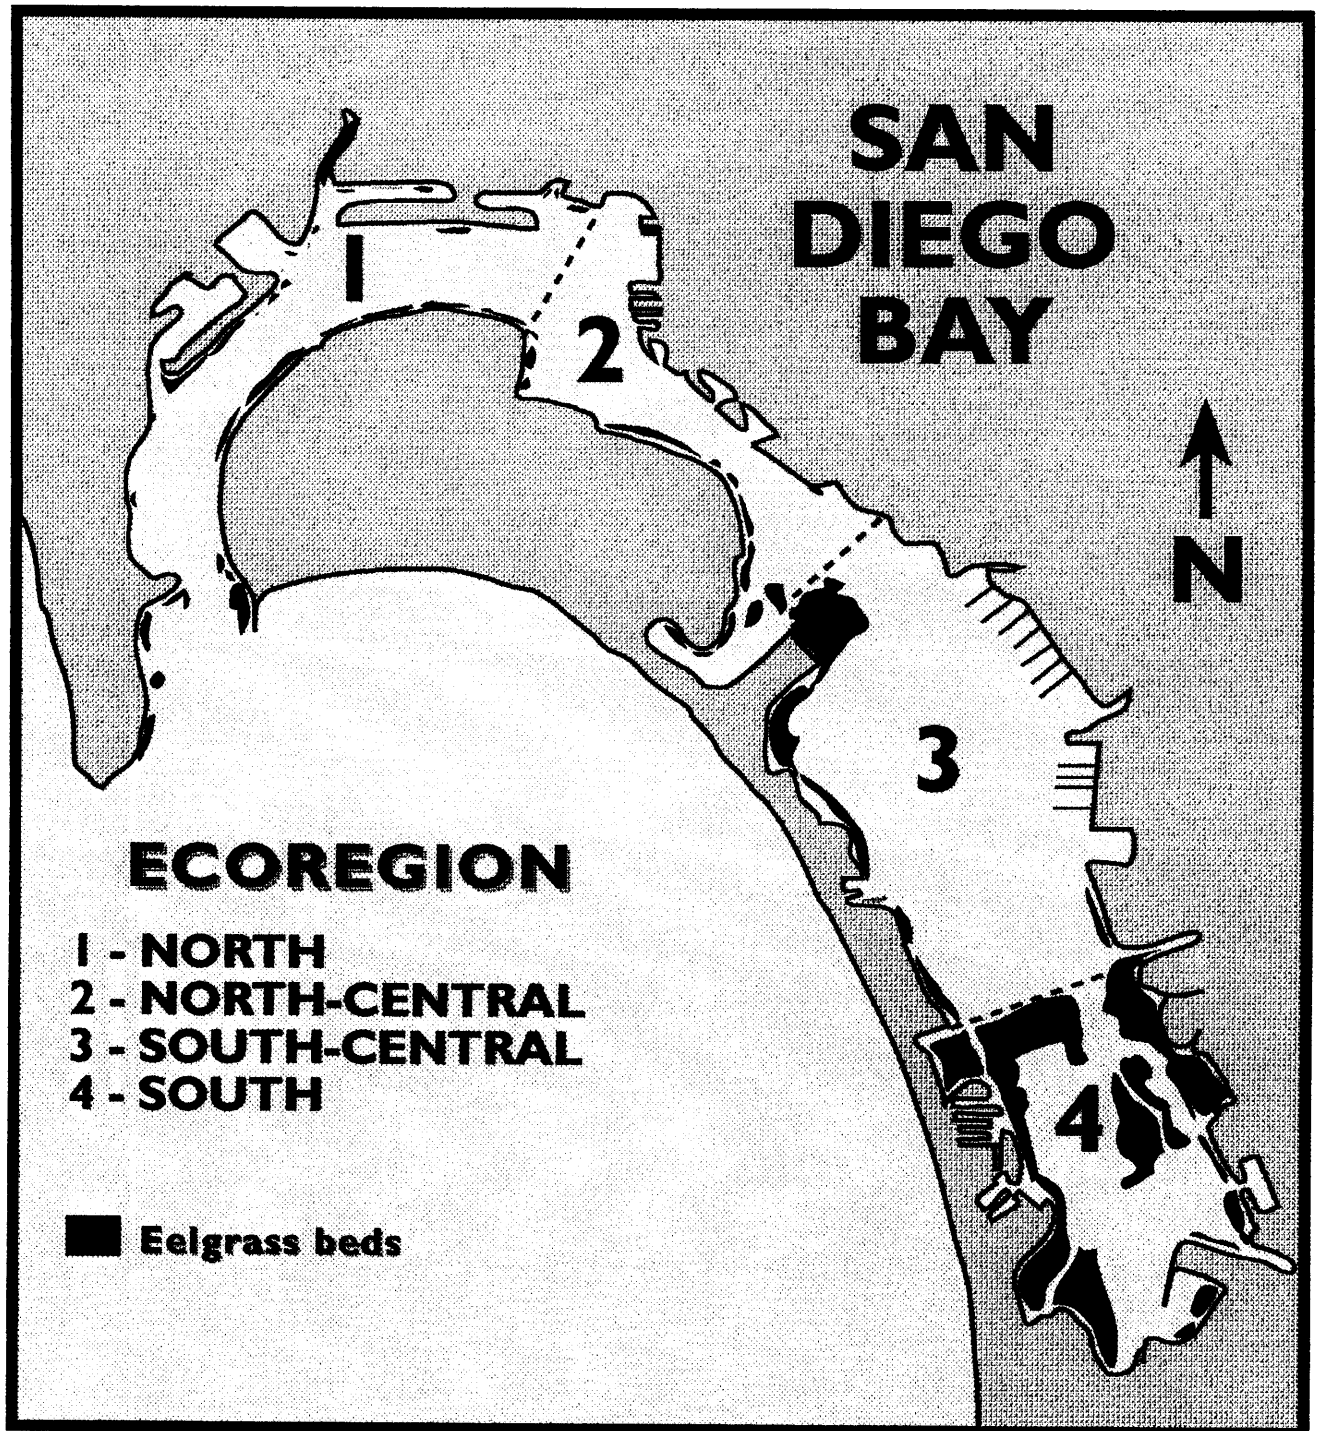 SAN
DIEGO
BAY
1
2
N
3
ECOREGION
1 - NORTH
2 - NORTH-CENTRAL
3 - SOUTH-CENTRAL
4 - SOUTH
4
Eelgrass beds